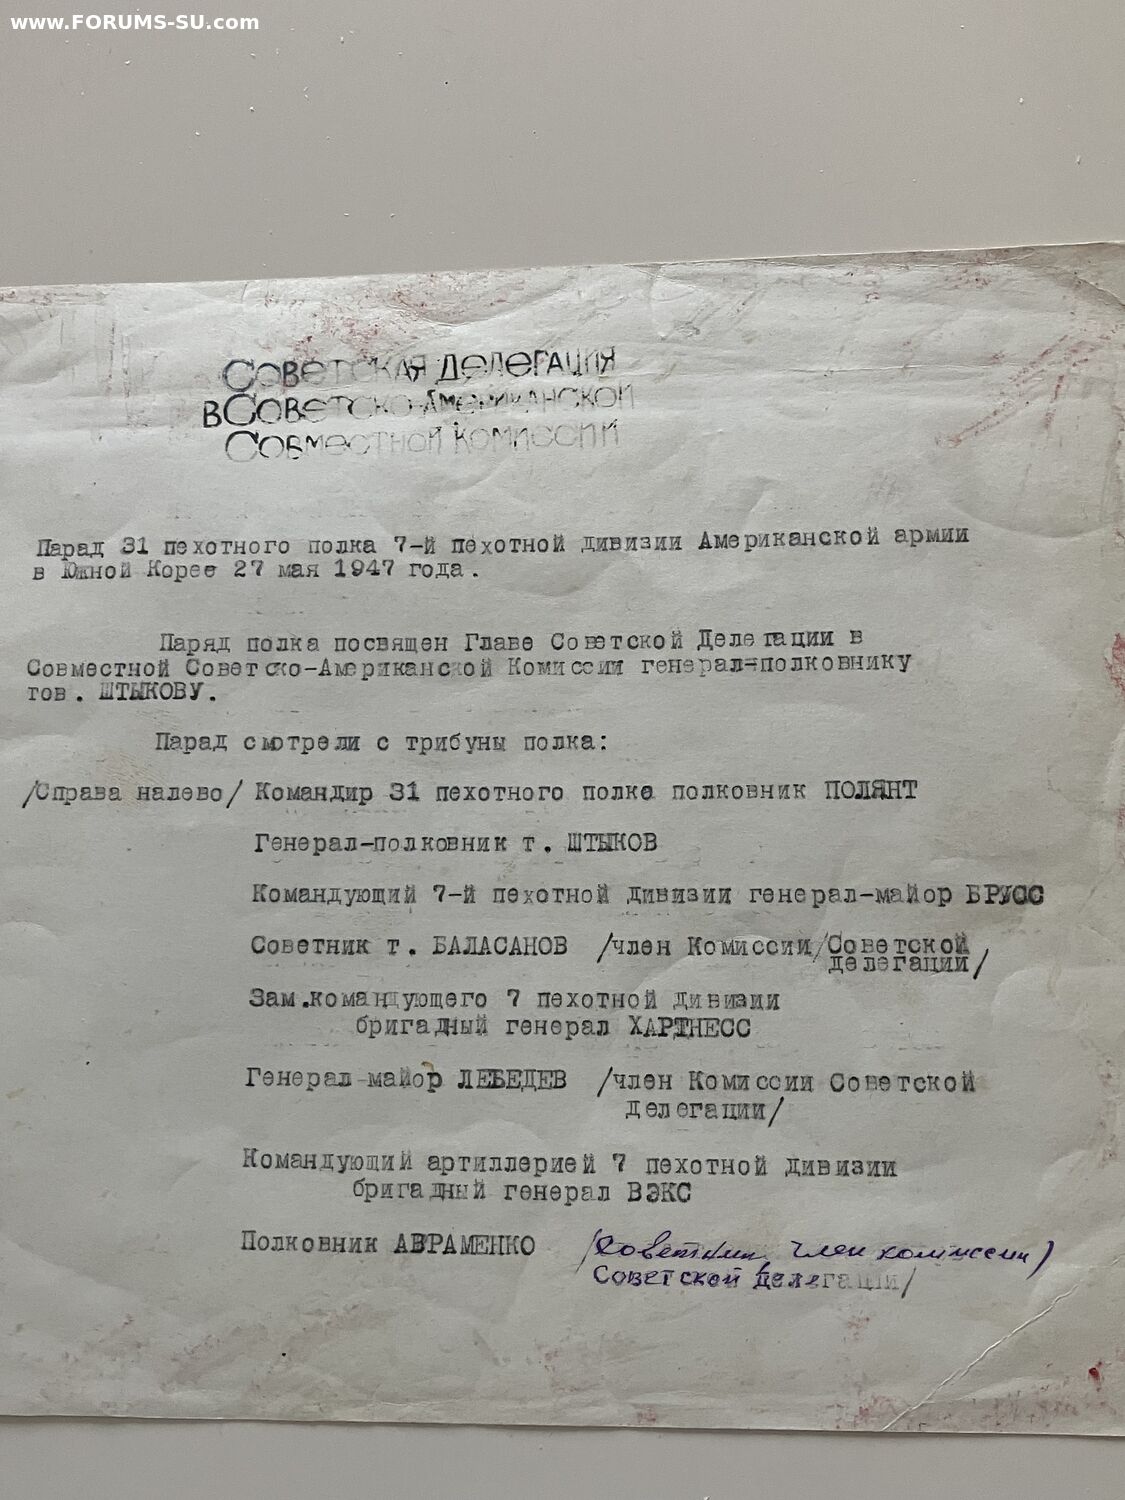 www.FORUMS-SU.com
Советская делегация
в Советско-Американской
Совместной Комиссии
Парад 31 пехотного полка 7-й пехотной дивизии Американской армии
в Южной Корее 27 мая 1947 года.
Паряд полка посвящен Главе Советской Делегации в
Совместной Советско-Американской Комиссии генерал-полковнику
тов. ШТЫКОВУ.
Парад смотрели с трибуны полка:
/Справа налево/ Командир 31 пехотного полка полковник ПОЛЯНТ
Генерал-полковник т. ШТЫКОВ
Командующий 7-й пехотной дивизии генерал-майор БРУСС
Советник т. БАЛАСАНОВ /член Комиссии/Советской
делегации/
Зам.командующего 7 пехотной дивизии
бригадный генерал ХАРТНЕСС
Генерал-майор ЛЕБЕДЕВ /член Комиссии Советской
делегации/
Командующий артиллерией 7 пехотной дивизии
бригадный генерал ВЭКС
Полковник АВРАМЕНКО /советник, член комиссии)
Советской делегации/